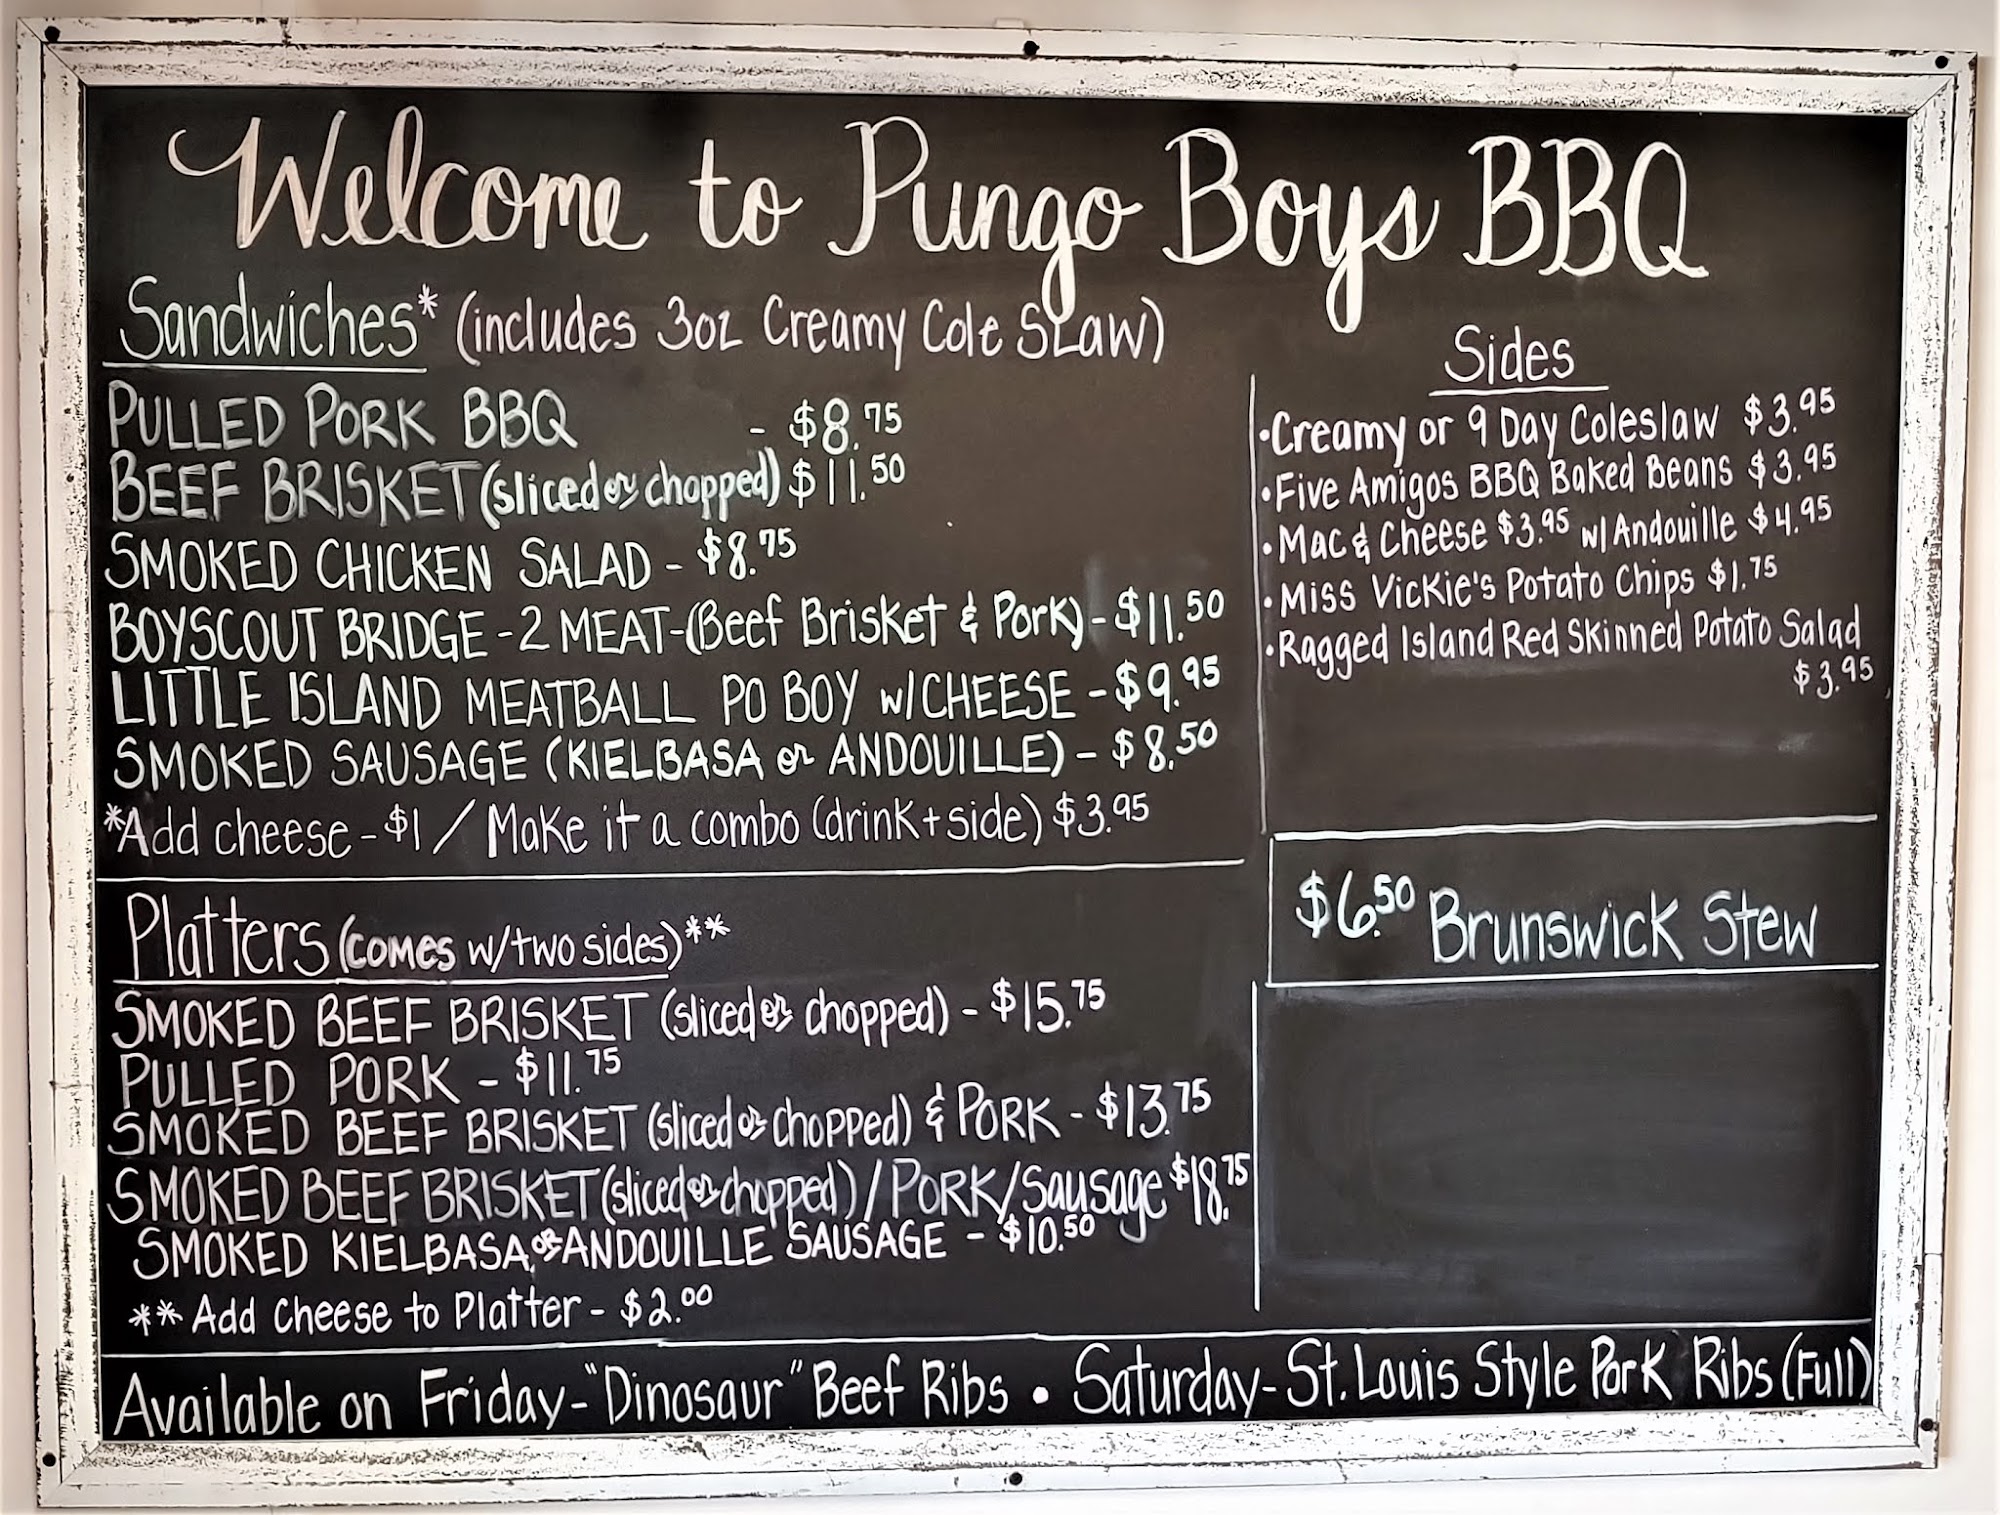 Welcome to Pungo Boys BBQ
Sandwiches* (includes 3oz Creamy Cole SLaw)
PULLED PORK BBQ - $8.75
BEEF BRISKET (sliced or chopped) $11.50
SMOKED CHICKEN SALAD - $8.75
BOYSCOUT BRIDGE - 2 MEAT - (Beef Brisket & Pork) - $11.50
LITTLE ISLAND MEATBALL PO BOY w/CHEESE - $9.95
SMOKED SAUSAGE (KIELBASA or ANDOUILLE) - $8.50
*Add cheese - $1 / Make it a combo (drink + side) $3.95
Platters (comes w/two sides)**
SMOKED BEEF BRISKET (sliced or chopped) - $15.75
PULLED PORK - $11.75
SMOKED BEEF BRISKET (sliced or chopped) & PORK - $13.75
SMOKED BEEF BRISKET (sliced or chopped) / PORK / Sausage $18.75
SMOKED KIELBASA or ANDOUILLE SAUSAGE - $10.50
** Add Cheese to Platter - $2.00
Sides
• Creamy or 9 Day Coleslaw $3.95
• Five Amigos BBQ Baked Beans $3.95
• Mac & Cheese $3.95 w/ Andouille $4.95
• Miss Vickie's Potato Chips $1.75
• Ragged Island Red Skinned Potato Salad
$3.95
$6.50 Brunswick Stew
Available on Friday - "Dinosaur" Beef Ribs • Saturday - St. Louis Style Pork Ribs (Full)